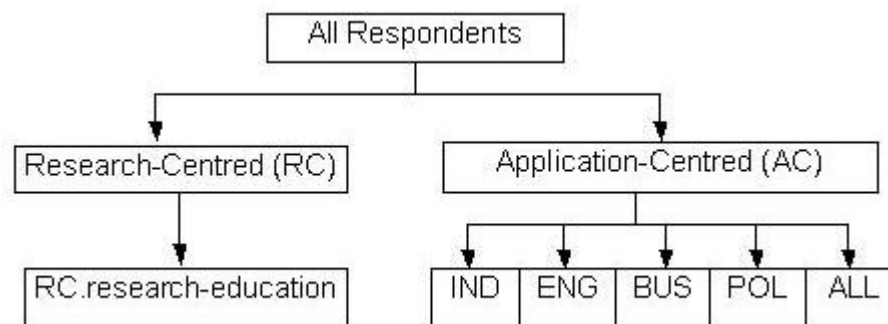 All Respondents
Research-Centred (RC)
Application-Centred (AC)
RC.research-education
IND
ENG
BUS
POL
ALL